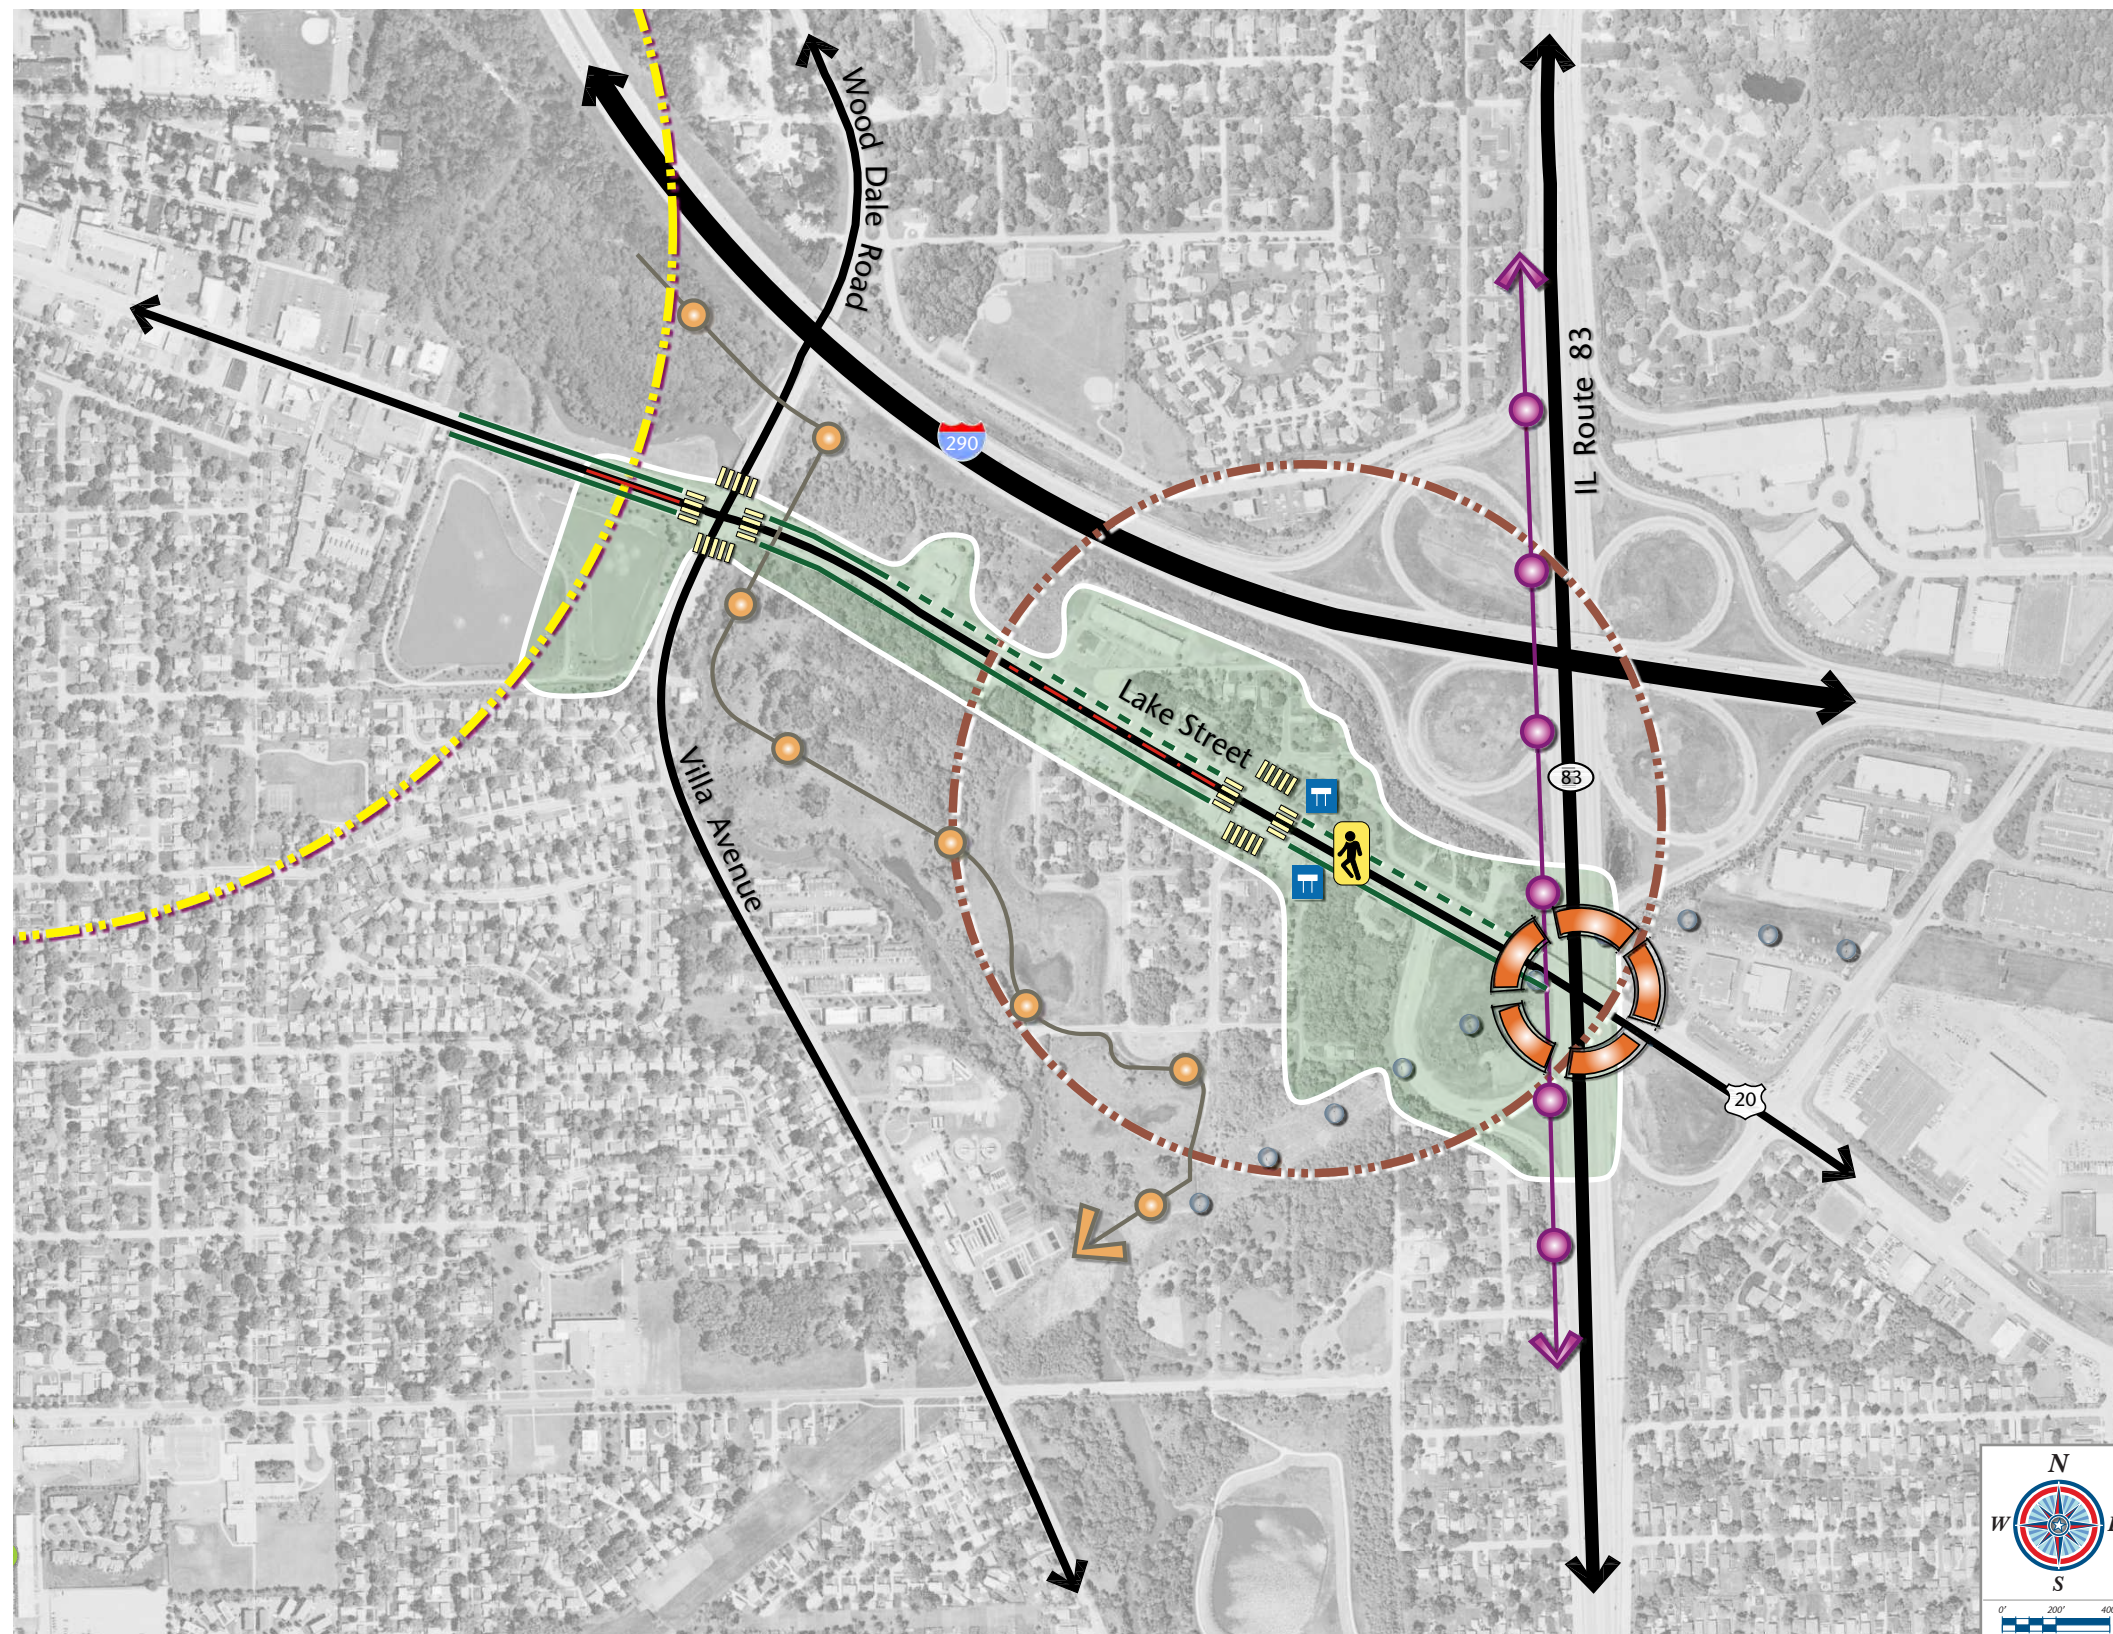 Wood Dale Road
290
IL Route 83
Lake Street
83
Villa Avenue
20
N
W
S
0' 200'